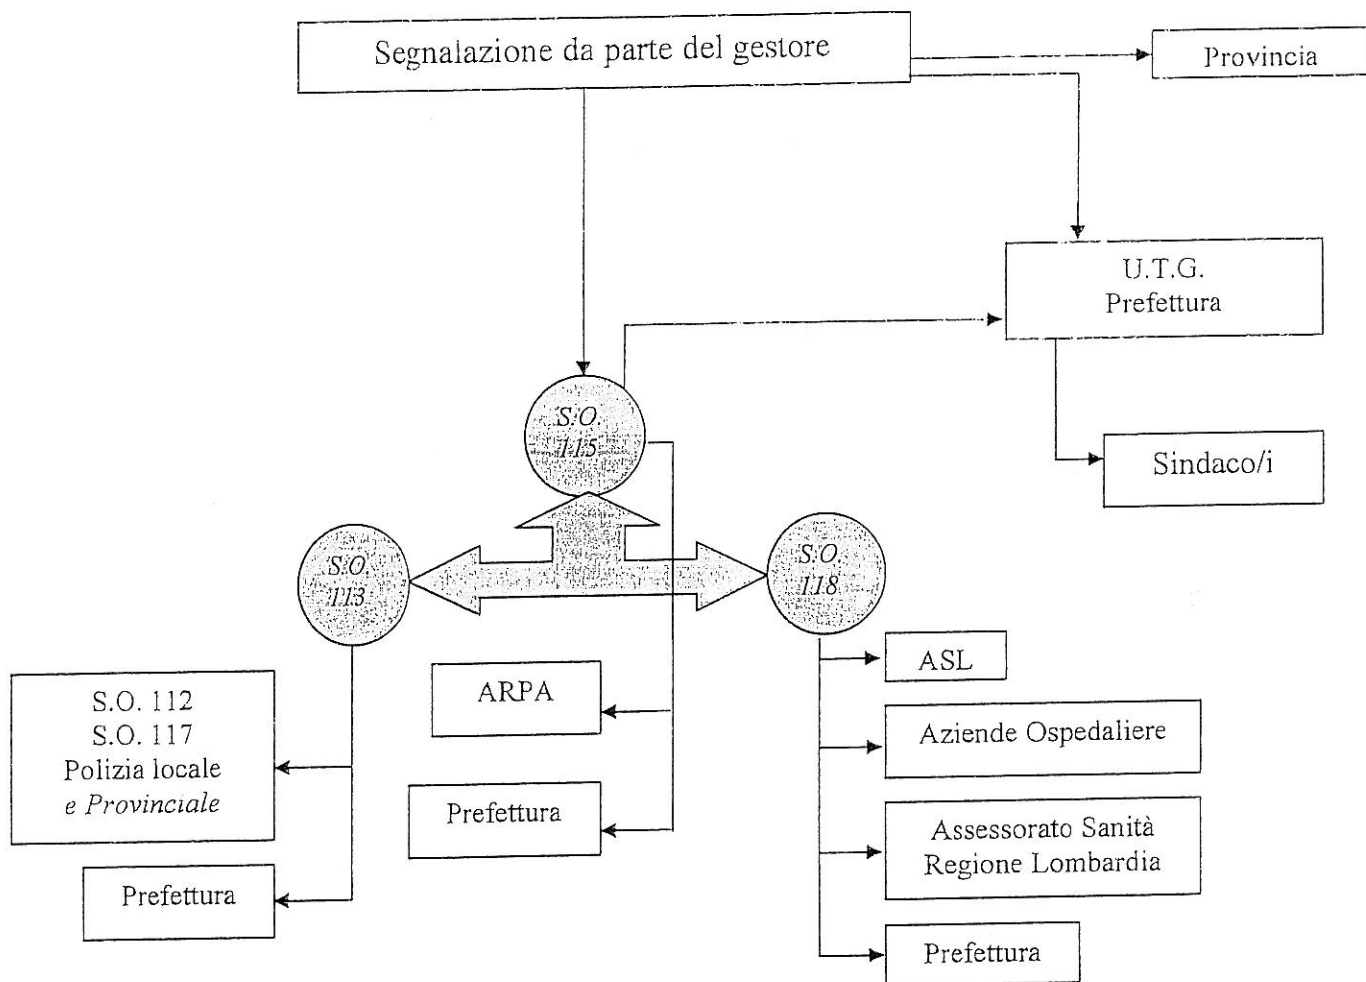 Segnalazione da parte del gestore
Provincia
U.T.G.
Prefettura
S.O.
115
Sindaco/i
S.O.
113
S.O.
118
ASL
S.O. 112
S.O. 117
Polizia locale
e Provinciale
ARPA
Aziende Ospedaliere
Prefettura
Assessorato Sanità
Regione Lombardia
Prefettura
Prefettura